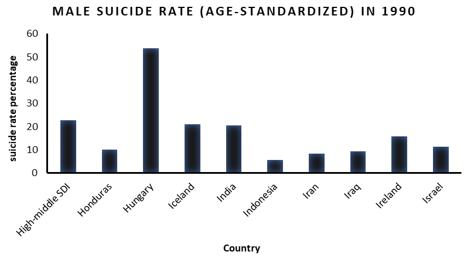 MALE SUICIDE RATE (AGE-STANDARDIZED) IN 1990
suicide rate percentage
60
50
40
30
20
10
0
High-middle SDI
Honduras
Hungary
Iceland
India
Indonesia
Iran
Iraq
Ireland
Israel
Country